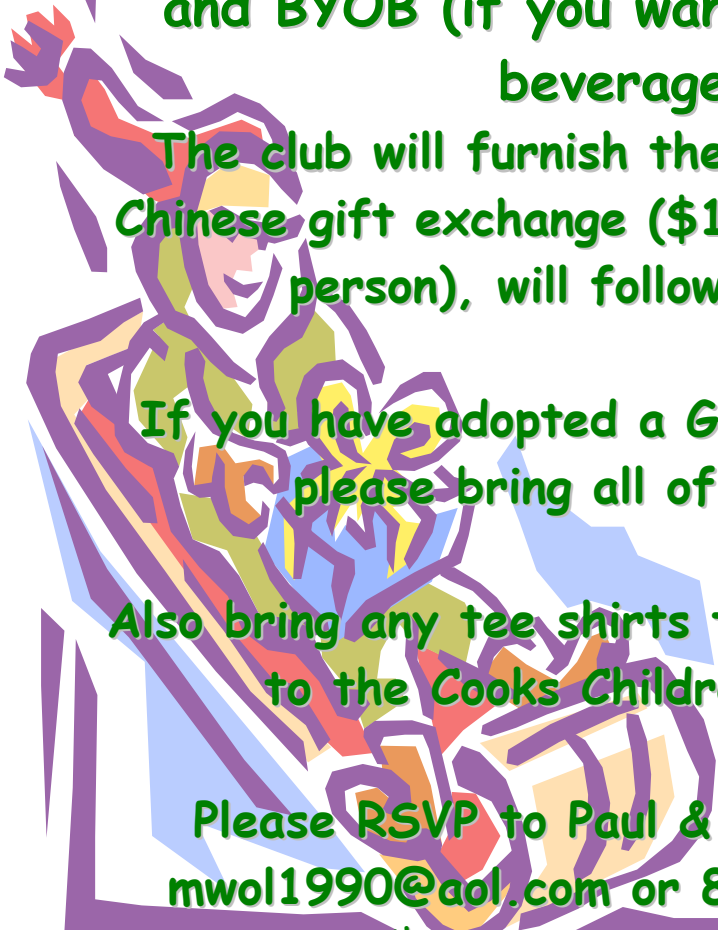 and BYOB (if you
beverage
The club will furnish the
Chinese gift exchange ($1
person), will follow
If you have adopted a G
please bring all of
Also bring any tee shirts
to the Cooks Childr
Please RSVP to Paul &
mwol1990@aol.com or 8